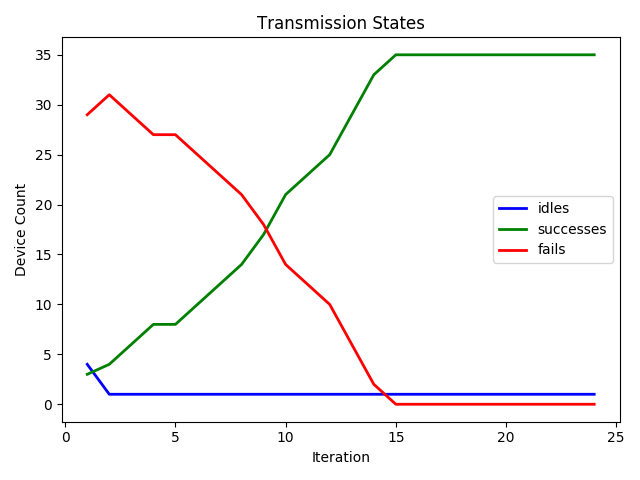 Transmission States
Device Count
35
30
25
20
15
10
5
0
idles
successes
fails
0 5 10 15 20 25
Iteration